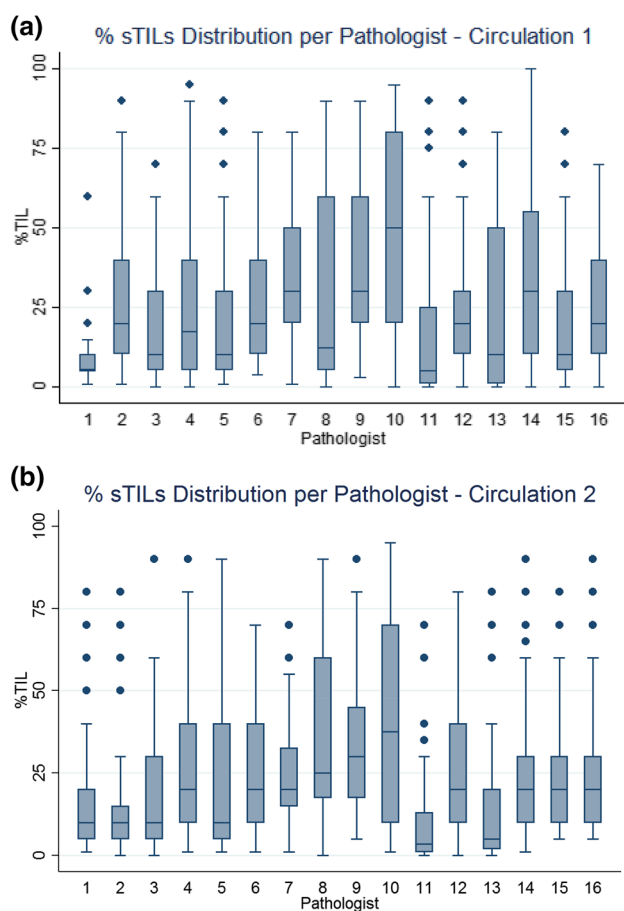 (a)
% sTILs Distribution per Pathologist - Circulation 1
100
75
50
25
0
%TIL
1 2 3 4 5 6 7 8 9 10 11 12 13 14 15 16
Pathologist
(b)
% sTILs Distribution per Pathologist - Circulation 2
100
75
50
25
0
%TIL
1 2 3 4 5 6 7 8 9 10 11 12 13 14 15 16
Pathologist